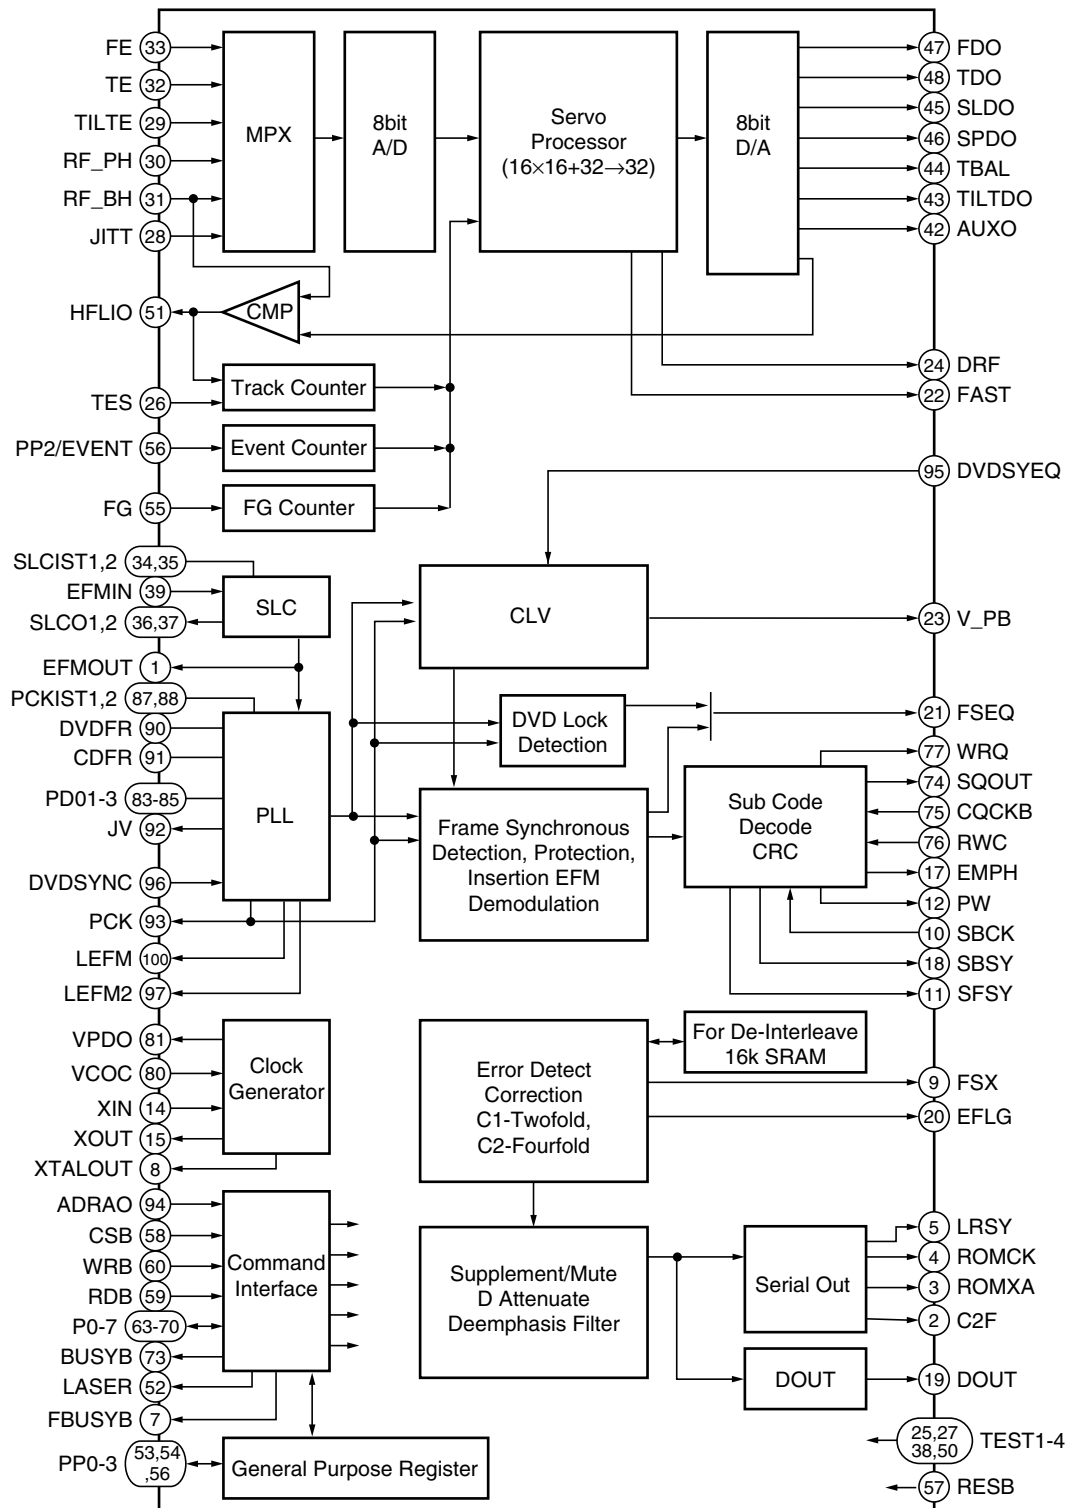 FE 33
TE 32
TILTE 29
RF_PH 30
RF_BH 31
JITT 28
HFLIO 51
TES 26
PP2/EVENT 56
FG 55
SLCIST1,2 34,35
EFMIN 39
SLCO1,2 36,37
EFMOUT 1
PCKIST1,2 87,88
DVDFR 90
CDFR 91
PD01-3 83-85
JV 92
DVDSYNC 96
PCK 93
LEFM 100
LEFM2 97
VPDO 81
VCOC 80
XIN 14
XOUT 15
XTALOUT 8
ADRAO 94
CSB 58
WRB 60
RDB 59
P0-7 63-70
BUSYB 73
LASER 52
FBUSYB 7
PP0-3 53,54
,56
MPX
8bit
A/D
Servo
Processor
(16×16+32→32)
8bit
D/A
CMP
Track Counter
Event Counter
FG Counter
SLC
CLV
DVD Lock
Detection
PLL
Frame Synchronous
Detection, Protection,
Insertion EFM
Demodulation
Sub Code
Decode
CRC
Clock
Generator
Error Detect
Correction
C1-Twofold,
C2-Fourfold
For De-Interleave
16k SRAM
Command
Interface
Supplement/Mute
D Attenuate
Deemphasis Filter
Serial Out
DOUT
General Purpose Register
47 FDO
48 TDO
45 SLDO
46 SPDO
44 TBAL
43 TILTDO
42 AUXO
24 DRF
22 FAST
95 DVDSYEQ
23 V_PB
21 FSEQ
77 WRQ
74 SQOUT
75 CQCKB
76 RWC
17 EMPH
12 PW
10 SBCK
18 SBSY
11 SFSY
9 FSX
20 EFLG
5 LRSY
4 ROMCK
3 ROMXA
2 C2F
19 DOUT
25,27
38,50 TEST1-4
57 RESB